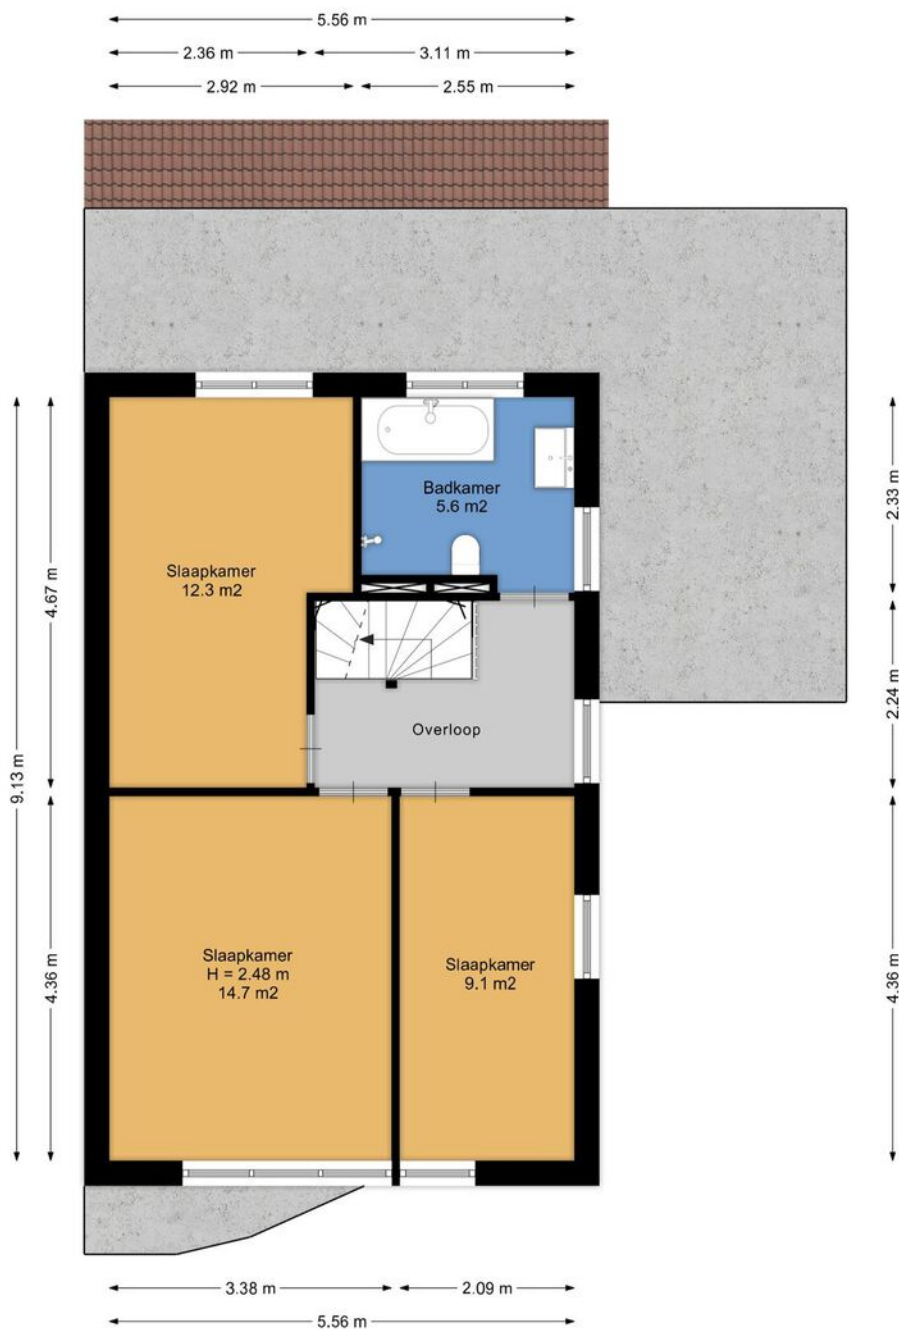 5.56 m
2.36 m
3.11 m
2.92 m
2.55 m
Badkamer
5.6 m2
2.33 m
Slaapkamer
12.3 m2
4.67 m
2.24 m
Overloop
9.13 m
Slaapkamer
H = 2.48 m
14.7 m2
Slaapkamer
9.1 m2
4.36 m
4.36 m
3.38 m
2.09 m
5.56 m